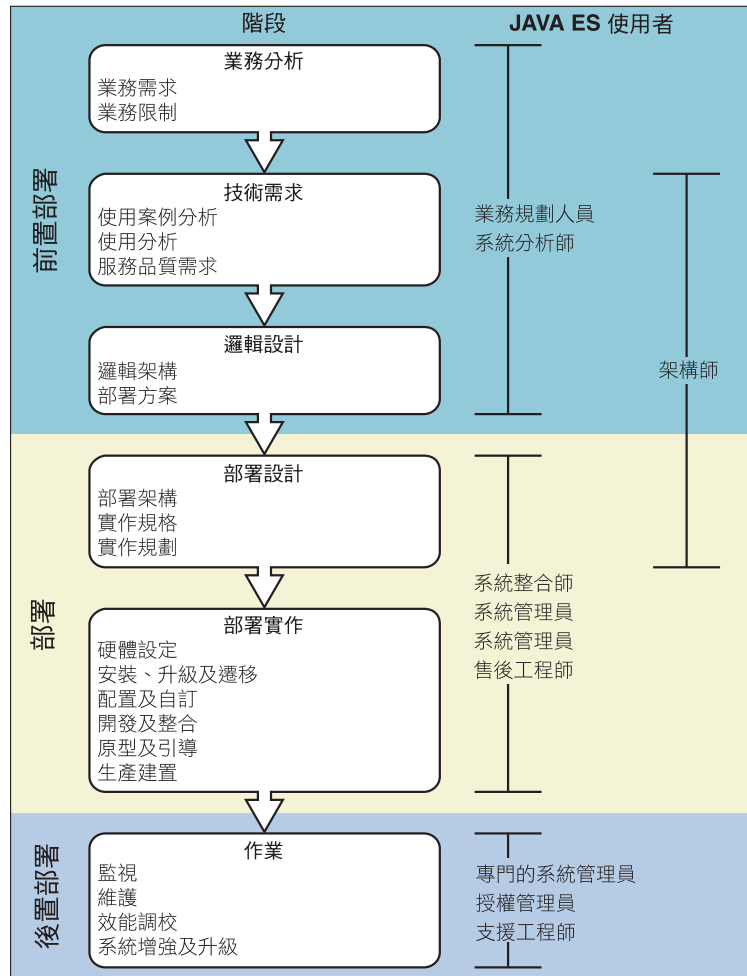 階段
JAVA ES 使用者
前置部署
業務分析
業務需求
業務限制
技術需求
使用案例分析
使用分析
服務品質需求
邏輯設計
邏輯架構
部署方案
業務規劃人員
系統分析師
架構師
部署
部署設計
部署架構
實作規格
實作規劃
部署實作
硬體設定
安裝、升級及遷移
配置及自訂
開發及整合
原型及引導
生產建置
系統整合師
系統管理員
系統管理員
售後工程師
後置部署
作業
監視
維護
效能調校
系統增強及升級
專門的系統管理員
授權管理員
支援工程師